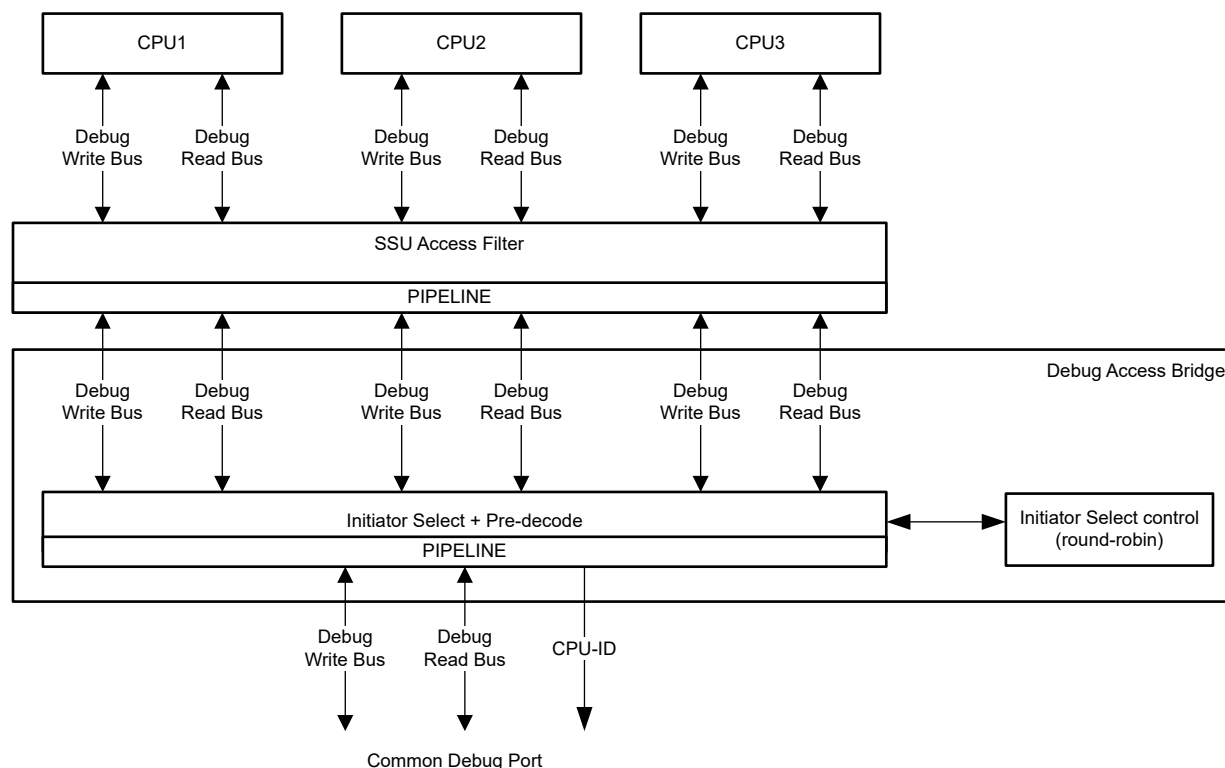 CPU1
CPU2
CPU3
Debug
Write Bus
Debug
Read Bus
Debug
Write Bus
Debug
Read Bus
Debug
Write Bus
Debug
Read Bus
SSU Access Filter
PIPELINE
Debug Access Bridge
Debug
Write Bus
Debug
Read Bus
Debug
Write Bus
Debug
Read Bus
Debug
Write Bus
Debug
Read Bus
Initiator Select + Pre-decode
PIPELINE
Initiator Select control
(round-robin)
Debug
Write Bus
Debug
Read Bus
CPU-ID
Common Debug Port